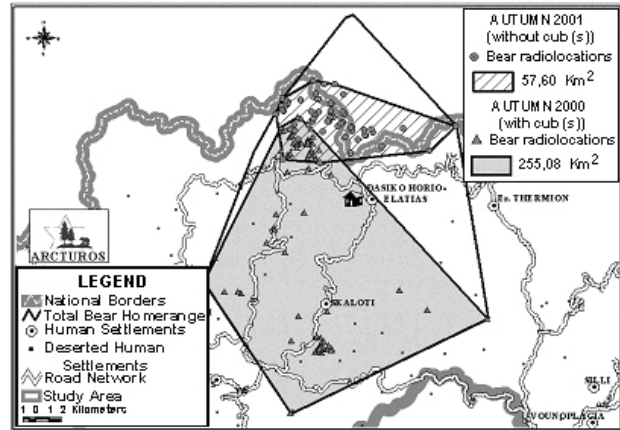 AUTUMN 2001
(without cub (s))
Bear radiolocations
57,60 Km²
AUTUMN 2000
(with cub(s))
Bear radiolocations
255,08 Km²
DASIKO HORIO-
ELATIAS
Es. THERMION
ARCTUROS
SKALOTI
LEGEND
National Borders
Total Bear Homerange
Human Settlements
Deserted Human
Settlements
Road Network
Study Area
1 0 1 2 Kilometers
SILLI